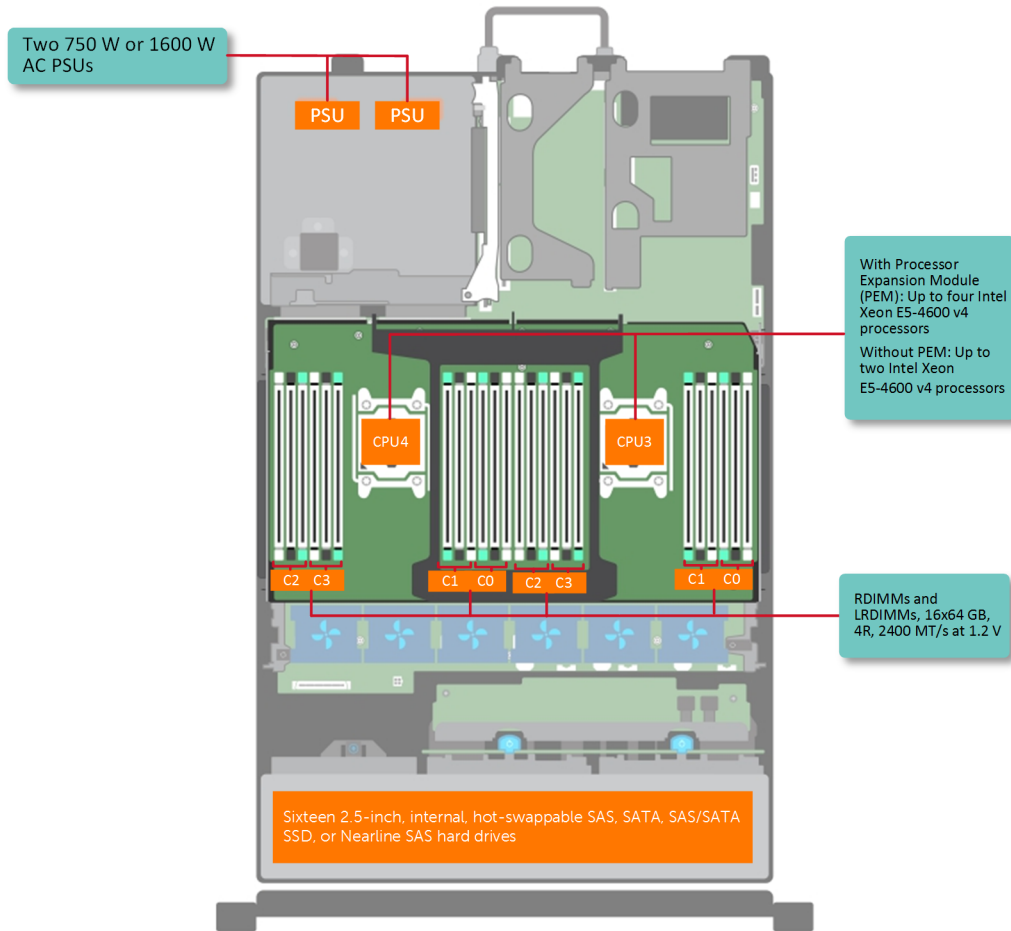 Two 750 W or 1600 W
AC PSUs
PSU
PSU
With Processor
Expansion Module
(PEM): Up to four Intel
Xeon E5-4600 v4
processors
Without PEM: Up to
two Intel Xeon
E5-4600 v4 processors
CPU4
CPU3
C2
C3
C1
C0
C2
C3
C1
C0
RDIMMs and
LRDIMMs, 16x64 GB,
4R, 2400 MT/s at 1.2 V
Sixteen 2.5-inch, internal, hot-swappable SAS, SATA, SAS/SATA
SSD, or Nearline SAS hard drives